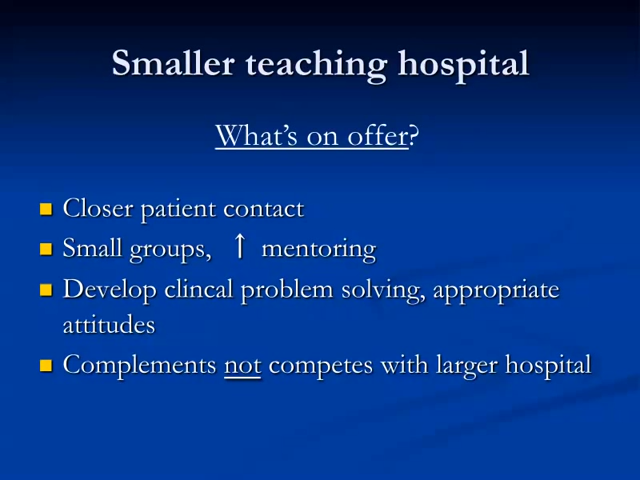 Smaller teaching hospital
What's on offer?
Closer patient contact
Small groups, ↑ mentoring
Develop clincal problem solving, appropriate
attitudes
Complements not competes with larger hospital